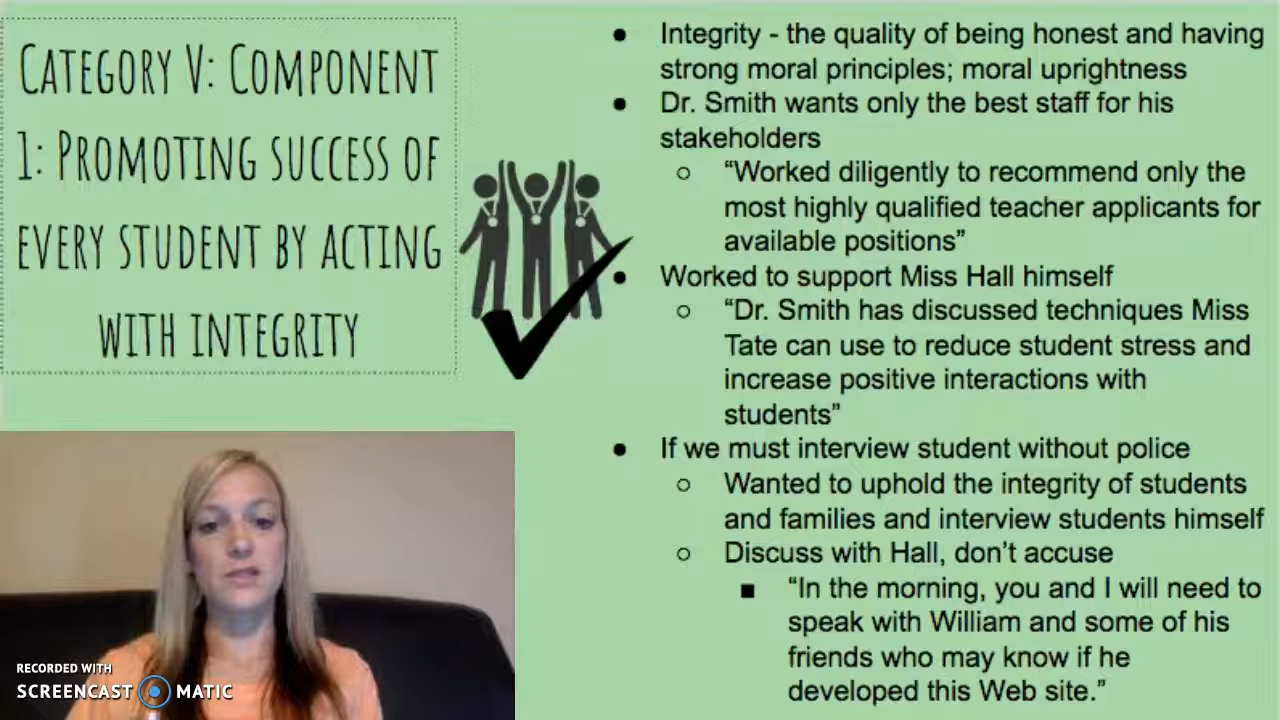 CATEGORY V: COMPONENT
1: PROMOTING SUCCESS OF
EVERY STUDENT BY ACTING
WITH INTEGRITY
● Integrity - the quality of being honest and having
strong moral principles; moral uprightness
● Dr. Smith wants only the best staff for his
stakeholders
○ “Worked diligently to recommend only the
most highly qualified teacher applicants for
available positions”
● Worked to support Miss Hall himself
○ “Dr. Smith has discussed techniques Miss
Tate can use to reduce student stress and
increase positive interactions with
students”
● If we must interview student without police
○ Wanted to uphold the integrity of students
and families and interview students himself
○ Discuss with Hall, don’t accuse
■ “In the morning, you and I will need to
speak with William and some of his
friends who may know if he
developed this Web site.”
RECORDED WITH
SCREENCAST MATIC